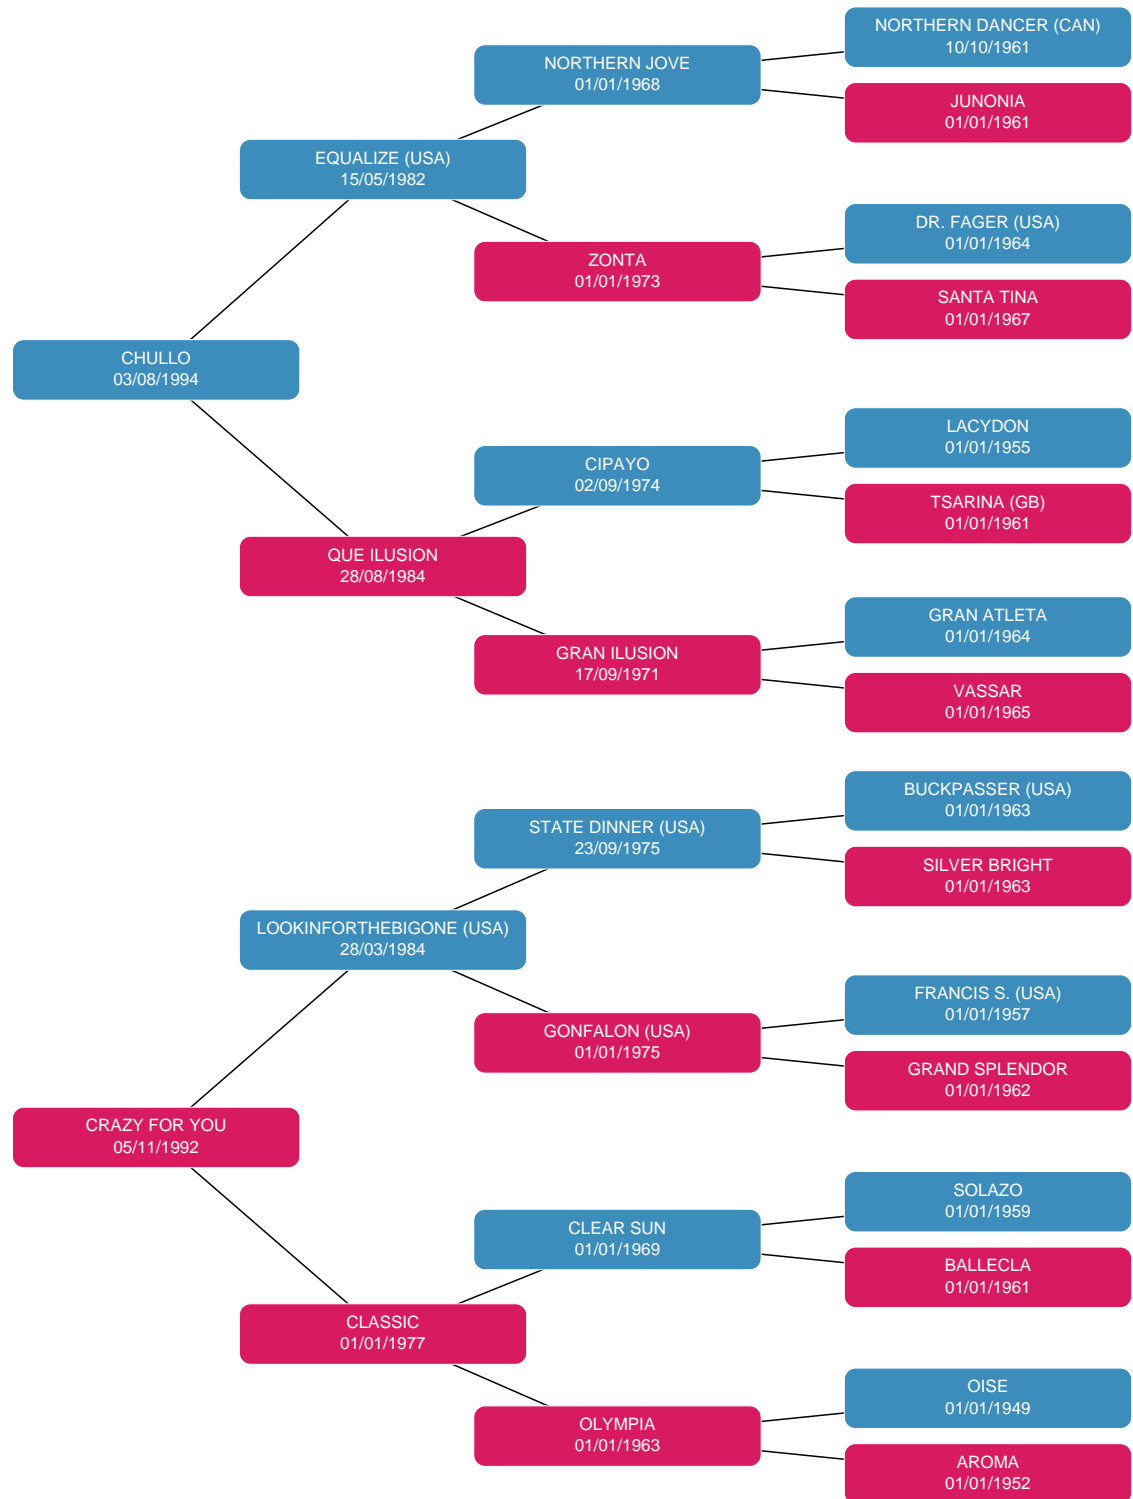 NORTHERN DANCER (CAN)
10/10/1961
NORTHERN JOVE
01/01/1968
JUNONIA
01/01/1961
EQUALIZE (USA)
15/05/1982
DR. FAGER (USA)
01/01/1964
ZONTA
01/01/1973
SANTA TINA
01/01/1967
CHULLO
03/08/1994
LACYDON
01/01/1955
CIPAYO
02/09/1974
TSARINA (GB)
01/01/1961
QUE ILUSION
28/08/1984
GRAN ATLETA
01/01/1964
GRAN ILUSION
17/09/1971
VASSAR
01/01/1965
BUCKPASSER (USA)
01/01/1963
STATE DINNER (USA)
23/09/1975
SILVER BRIGHT
01/01/1963
LOOKINFORTHEBIGONE (USA)
28/03/1984
FRANCIS S. (USA)
01/01/1957
GONFALON (USA)
01/01/1975
GRAND SPLENDOR
01/01/1962
CRAZY FOR YOU
05/11/1992
SOLAZO
01/01/1959
CLEAR SUN
01/01/1969
BALLECLA
01/01/1961
CLASSIC
01/01/1977
OISE
01/01/1949
OLYMPIA
01/01/1963
AROMA
01/01/1952